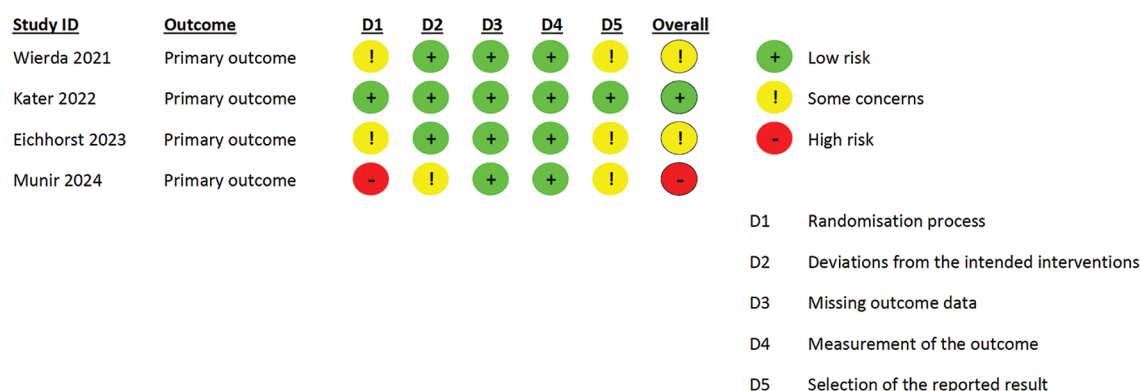 Study ID Outcome D1 D2 D3 D4 D5 Overall
Wierda 2021 Primary outcome ! + + + ! !
Kater 2022 Primary outcome + + + + + +
Eichhorst 2023 Primary outcome ! + + + ! !
Munir 2024 Primary outcome - ! + + ! -
+ Low risk
! Some concerns
- High risk
D1 Randomisation process
D2 Deviations from the intended interventions
D3 Missing outcome data
D4 Measurement of the outcome
D5 Selection of the reported result